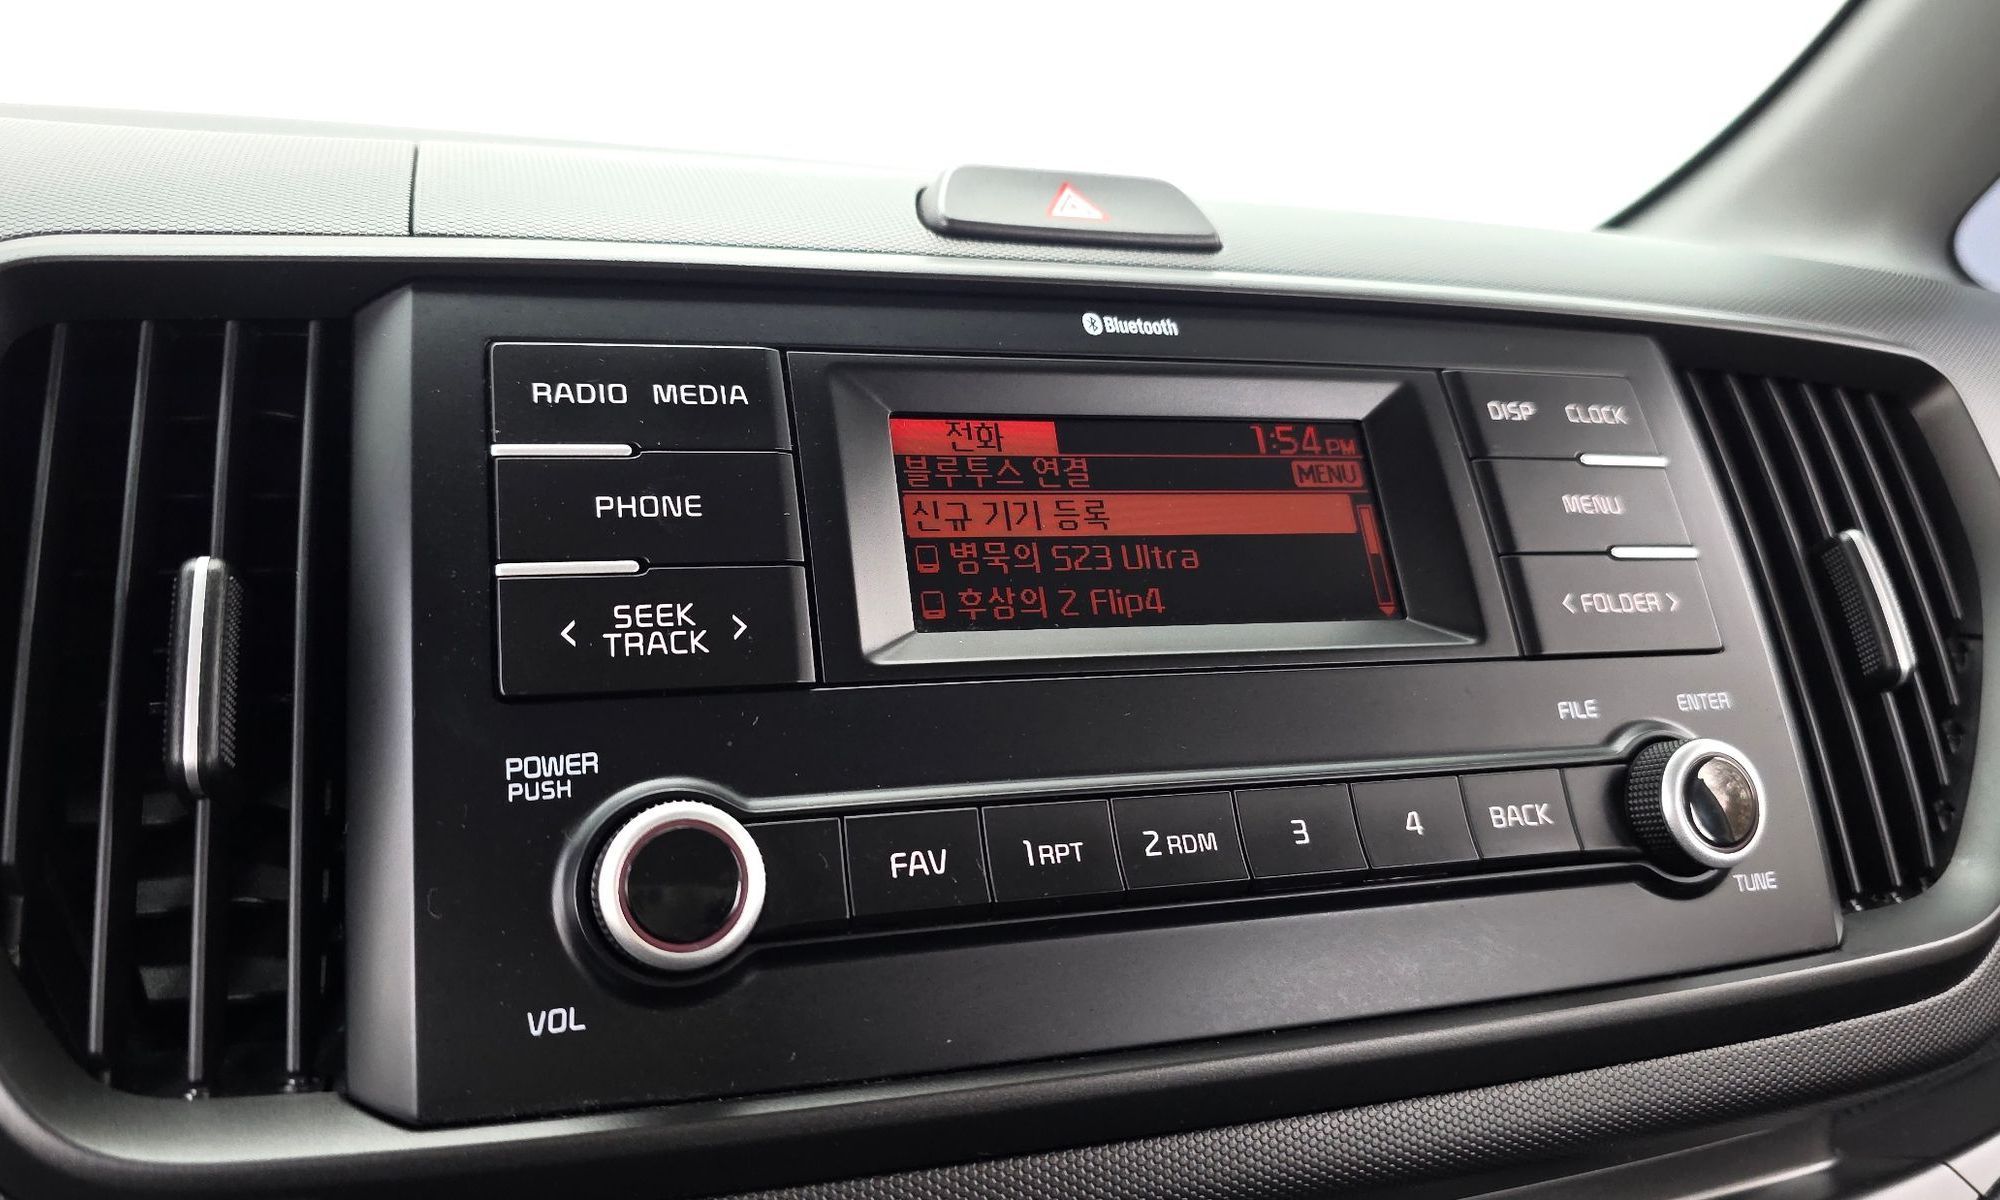 Bluetooth
RADIO MEDIA
PHONE
< SEEK TRACK >
전화 1:54 PM
블루투스 연결 MENU
신규 기기 등록
병묵의 S23 Ultra
후삼의 Z Flip4
DISP CLOCK
MENU
< FOLDER >
POWER
PUSH
VOL
FAV
1 RPT
2 RDM
3
4
BACK
FILE
ENTER
TUNE